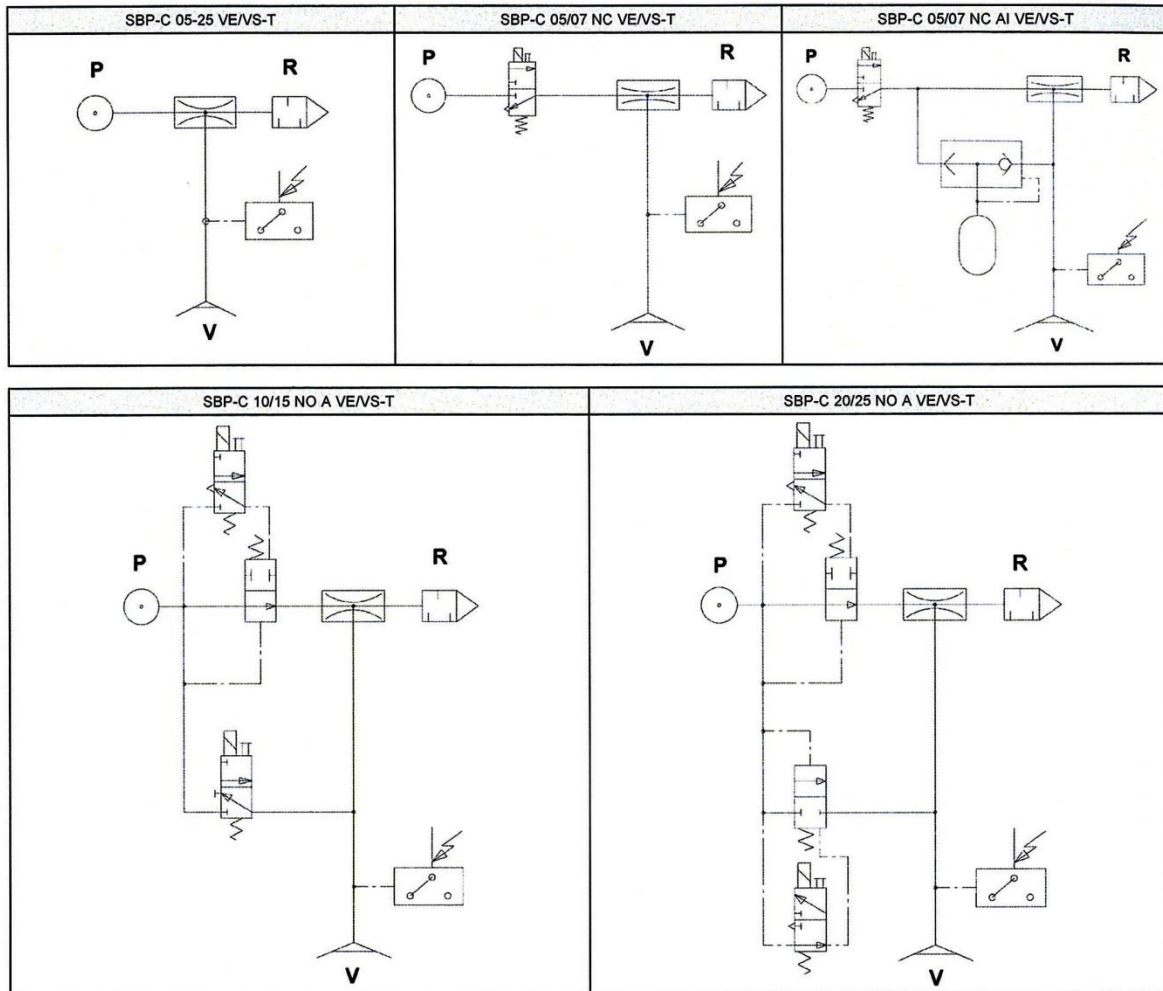 SBP-C 05-25 VE/VS-T
SBP-C 05/07 NC VE/VS-T
SBP-C 05/07 NC AI VE/VS-T
P
R
V
P
R
V
P
R
V
SBP-C 10/15 NO A VE/VS-T
SBP-C 20/25 NO A VE/VS-T
P
R
V
P
R
V